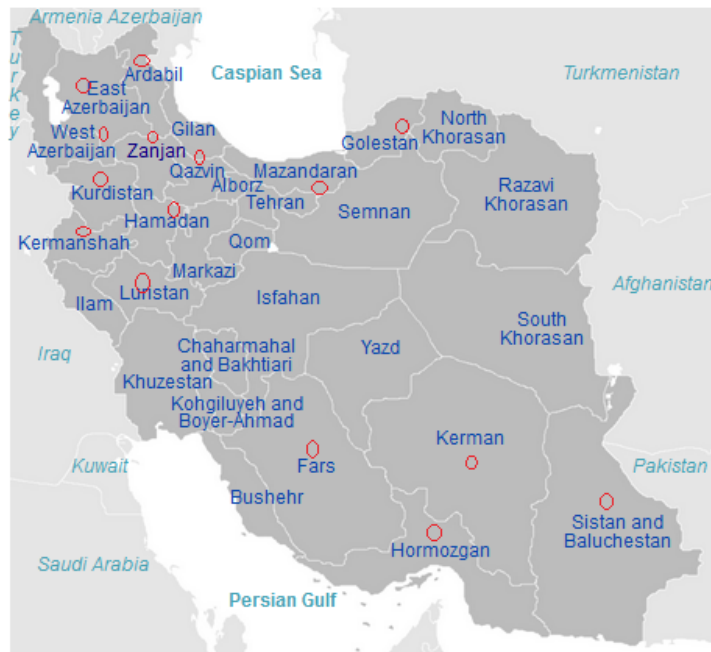 Armenia Azerbaijan
Turkey
Ardabil
Caspian Sea
Turkmenistan
East
Azerbaijan
West
Azerbaijan
Gilan
Zanjan
Golestan
North
Khorasan
Qazvin
Alborz
Mazandaran
Tehran
Semnan
Razavi
Khorasan
Kurdistan
Hamadan
Kermanshah
Qom
Markazi
Afghanistan
Luristan
Ilam
Isfahan
South
Khorasan
Iraq
Chaharmahal
and Bakhtiari
Yazd
Khuzestan
Kohgiluyeh and
Boyer-Ahmad
Kerman
Kuwait
Fars
Pakistan
Bushehr
Sistan and
Baluchestan
Hormozgan
Saudi Arabia
Persian Gulf